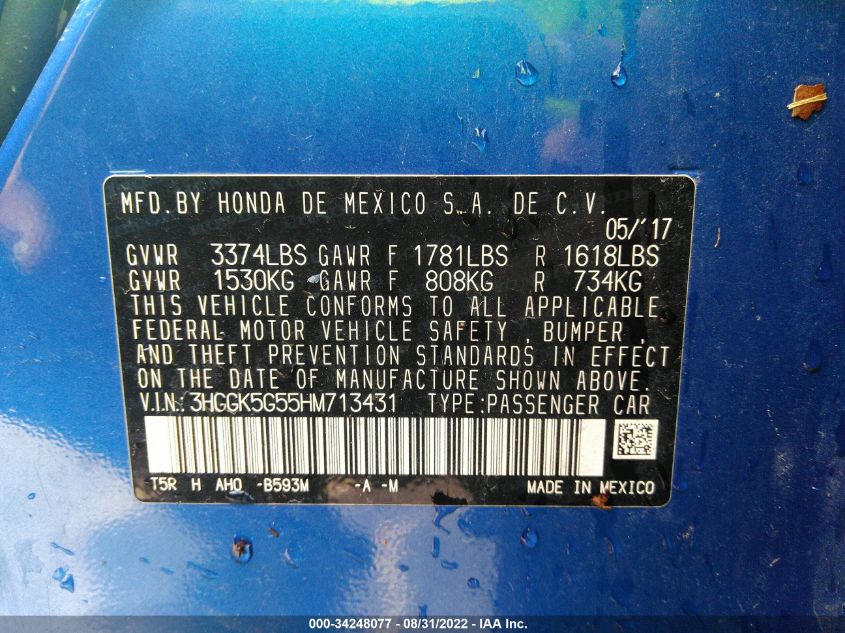 MFD.BY HONDA DE MEXICO S.A. DE C.V.
05/'17
GVWR 3374LBS GAWR F 1781LBS R 1618LBS
GVWR 1530KG GAWR F 808KG R 734KG
THIS VEHICLE CONFORMS TO ALL APPLICABLE
FEDERAL MOTOR VEHICLE SAFETY , BUMPER ,
AND THEFT PREVENTION STANDARDS IN EFFECT
ON THE DATE OF MANUFACTURE SHOWN ABOVE.
V.I.N.: 3HGGK5G55HM713431 TYPE:PASSENGER CAR
T5R H AHO -B593M -A -M MADE IN MEXICO
000-34248077 - 08/31/2022 - IAA Inc.